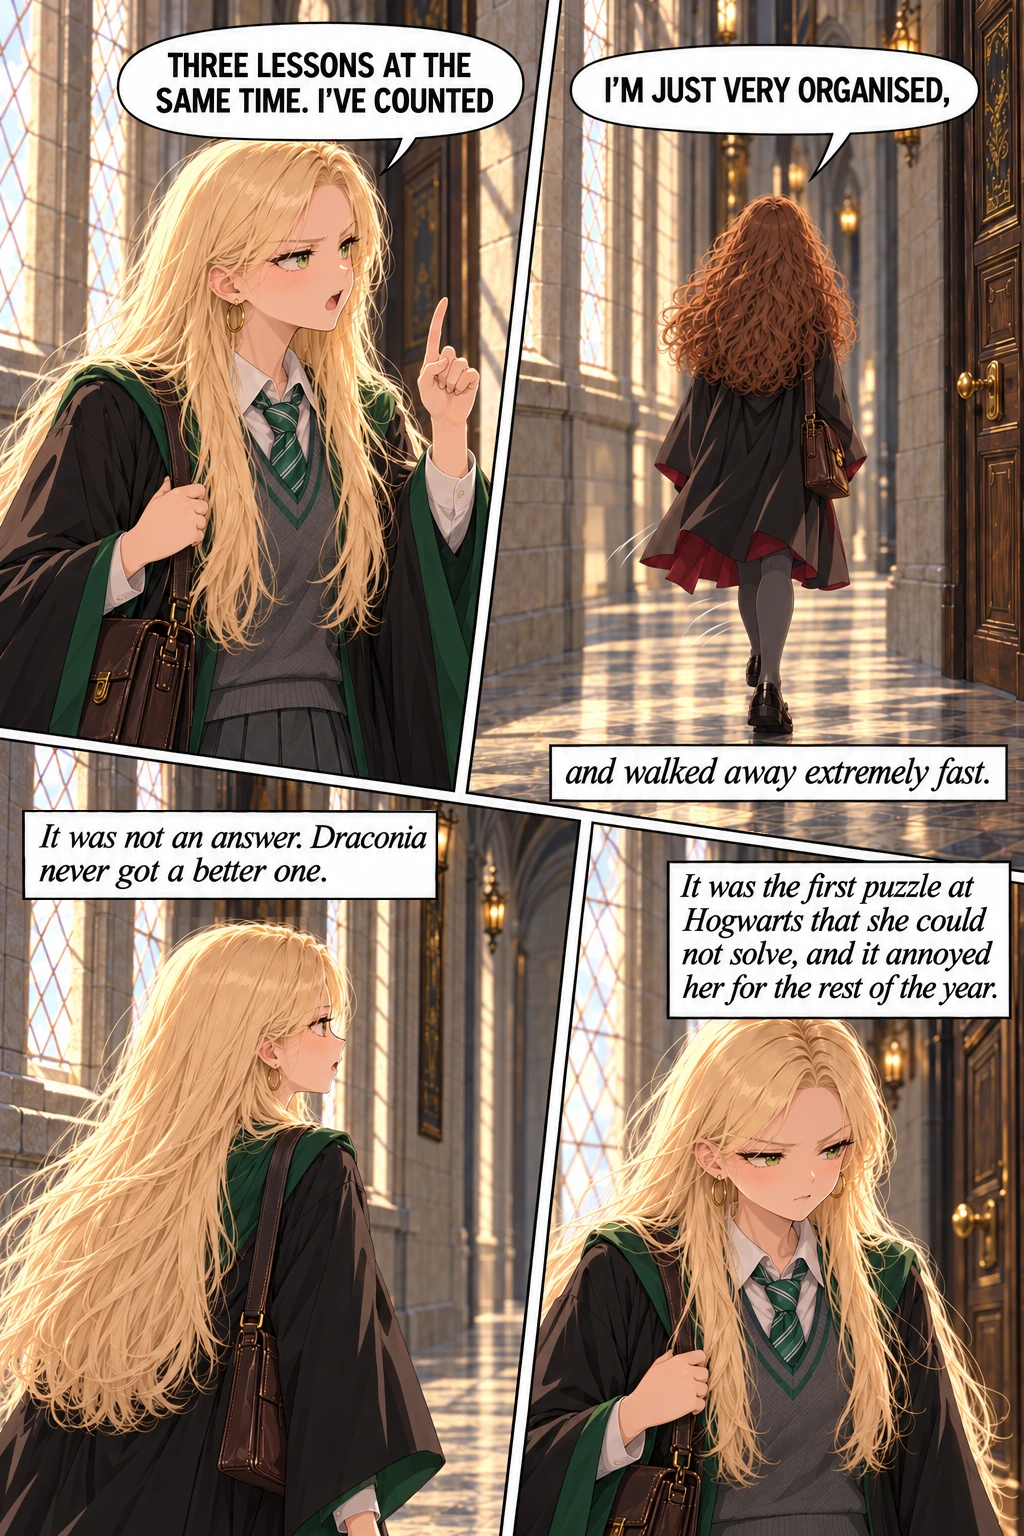 THREE LESSONS AT THE
SAME TIME. I'VE COUNTED
I'M JUST VERY ORGANISED,
and walked away extremely fast.
It was not an answer. Draconia
never got a better one.
It was the first puzzle at
Hogwarts that she could
not solve, and it annoyed
her for the rest of the year.